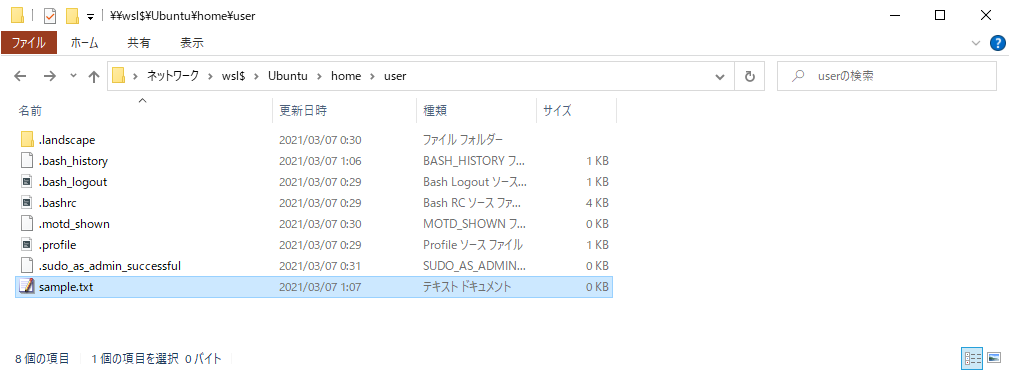 ¥¥wsl$¥Ubuntu¥home¥user
ファイル ホーム 共有 表示
ネットワーク wsl$ Ubuntu home user userの検索
名前 更新日時 種類 サイズ
.landscape 2021/03/07 0:30 ファイル フォルダー
.bash_history 2021/03/07 1:06 BASH_HISTORY フ... 1 KB
.bash_logout 2021/03/07 0:29 Bash Logout ソース... 1 KB
.bashrc 2021/03/07 0:29 Bash RC ソース ファ... 4 KB
.motd_shown 2021/03/07 0:30 MOTD_SHOWN フ... 0 KB
.profile 2021/03/07 0:29 Profile ソース ファイル 1 KB
.sudo_as_admin_successful 2021/03/07 0:31 SUDO_AS_ADMIN... 0 KB
sample.txt 2021/03/07 1:07 テキスト ドキュメント 0 KB
8 個の項目 1 個の項目を選択 0 バイト